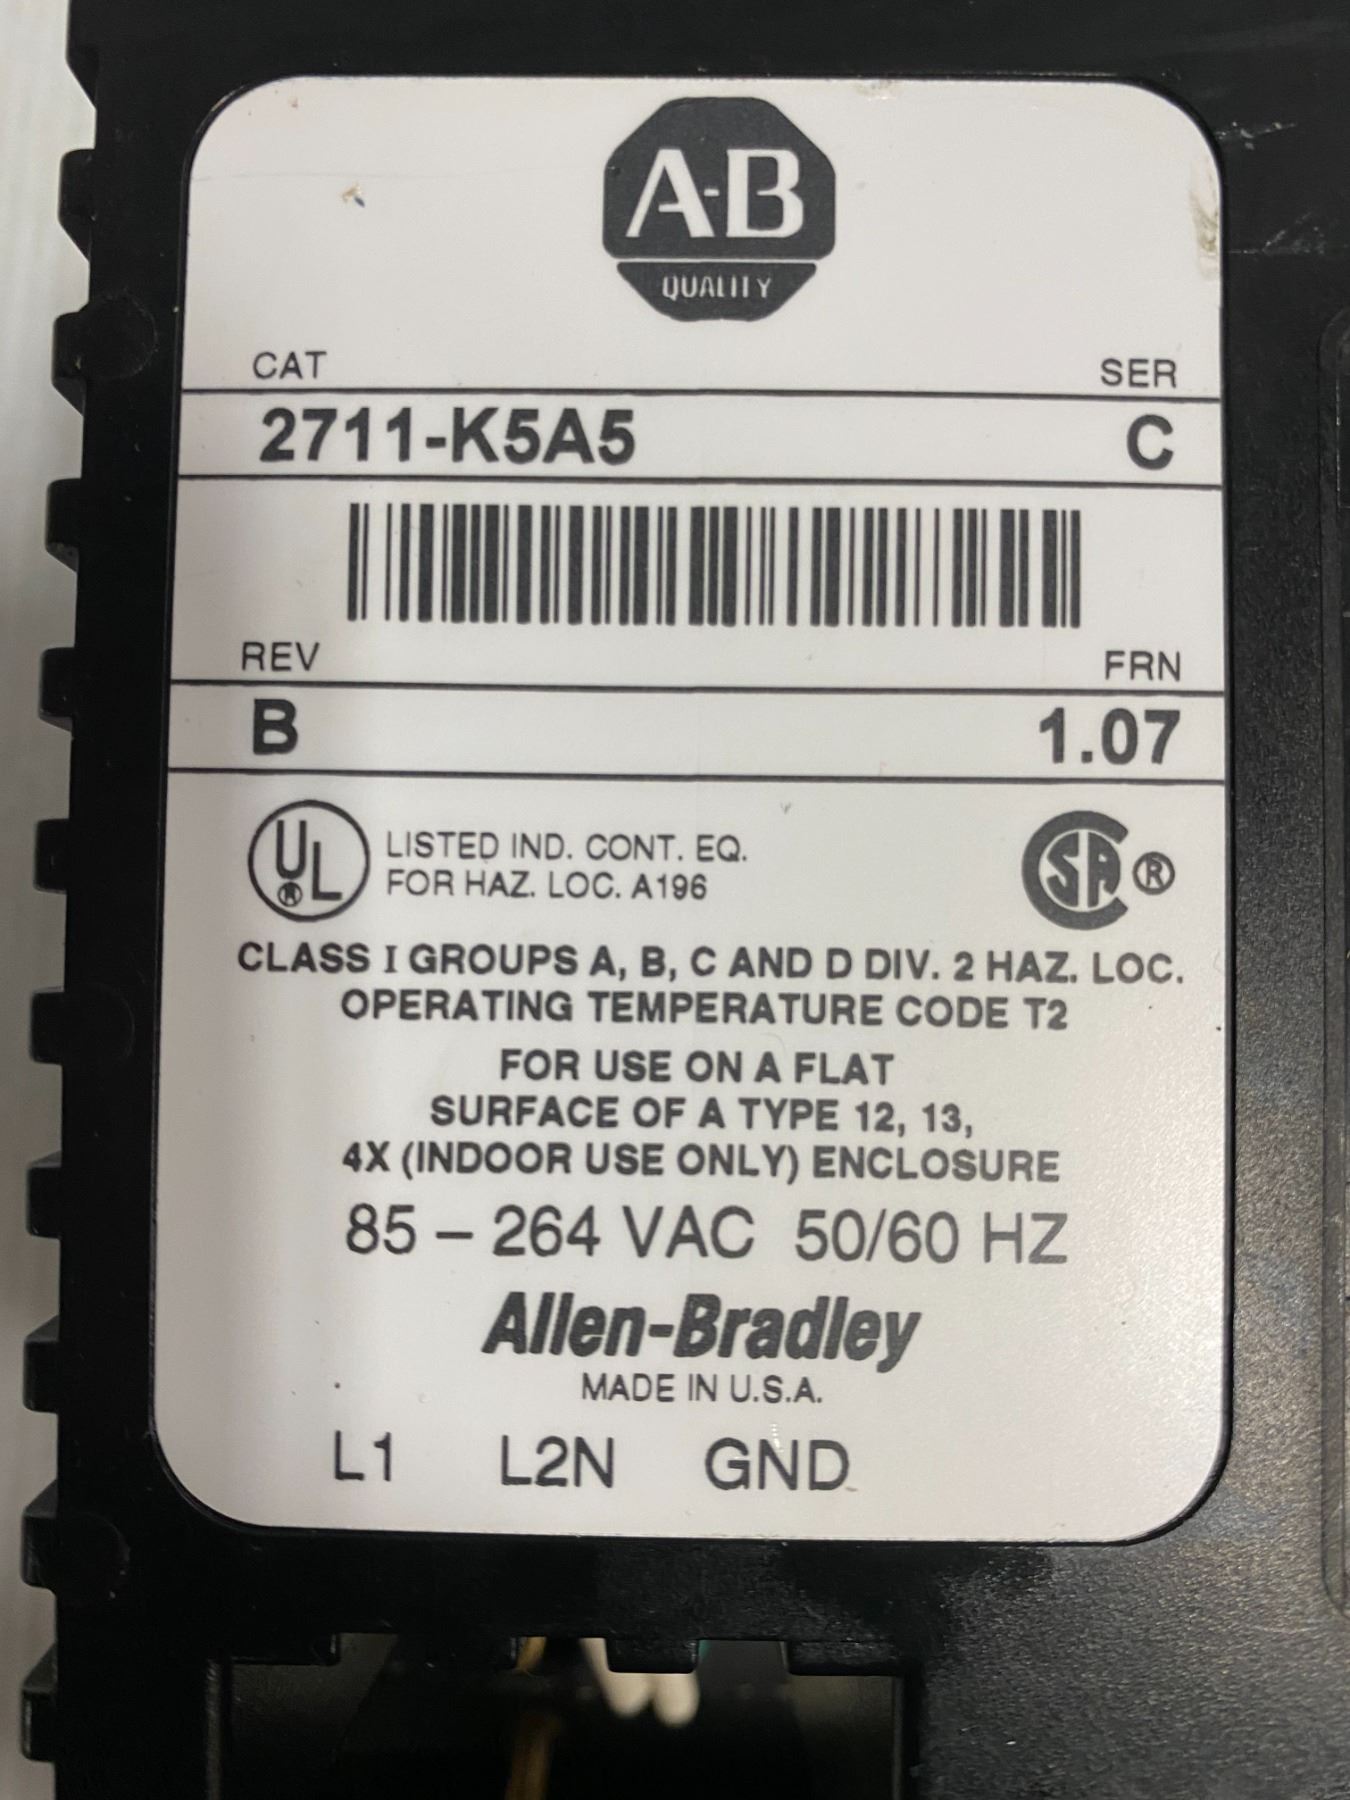 A-B
QUALITY
CAT SER
2711-K5A5 C
REV FRN
B 1.07
UL ® LISTED IND. CONT. EQ.
FOR HAZ. LOC. A196
SA ®
CLASS I GROUPS A, B, C AND D DIV. 2 HAZ. LOC.
OPERATING TEMPERATURE CODE T2
FOR USE ON A FLAT
SURFACE OF A TYPE 12, 13,
4X (INDOOR USE ONLY) ENCLOSURE
85 – 264 VAC 50/60 HZ
Allen-Bradley
MADE IN U.S.A.
L1 L2N GND